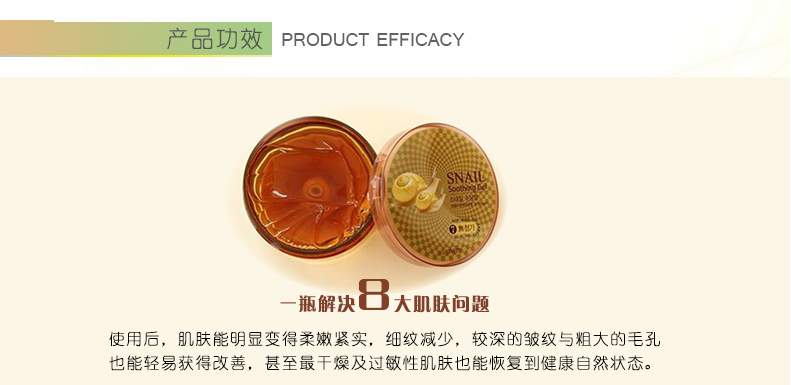 产品功效 PRODUCT EFFICACY
SNAIL
Soothing Gel
一瓶解决8大肌肤问题
使用后，肌肤能明显变得柔嫩紧实，细纹减少，较深的皱纹与粗大的毛孔
也能轻易获得改善，甚至最干燥及过敏性肌肤也能恢复到健康自然状态。